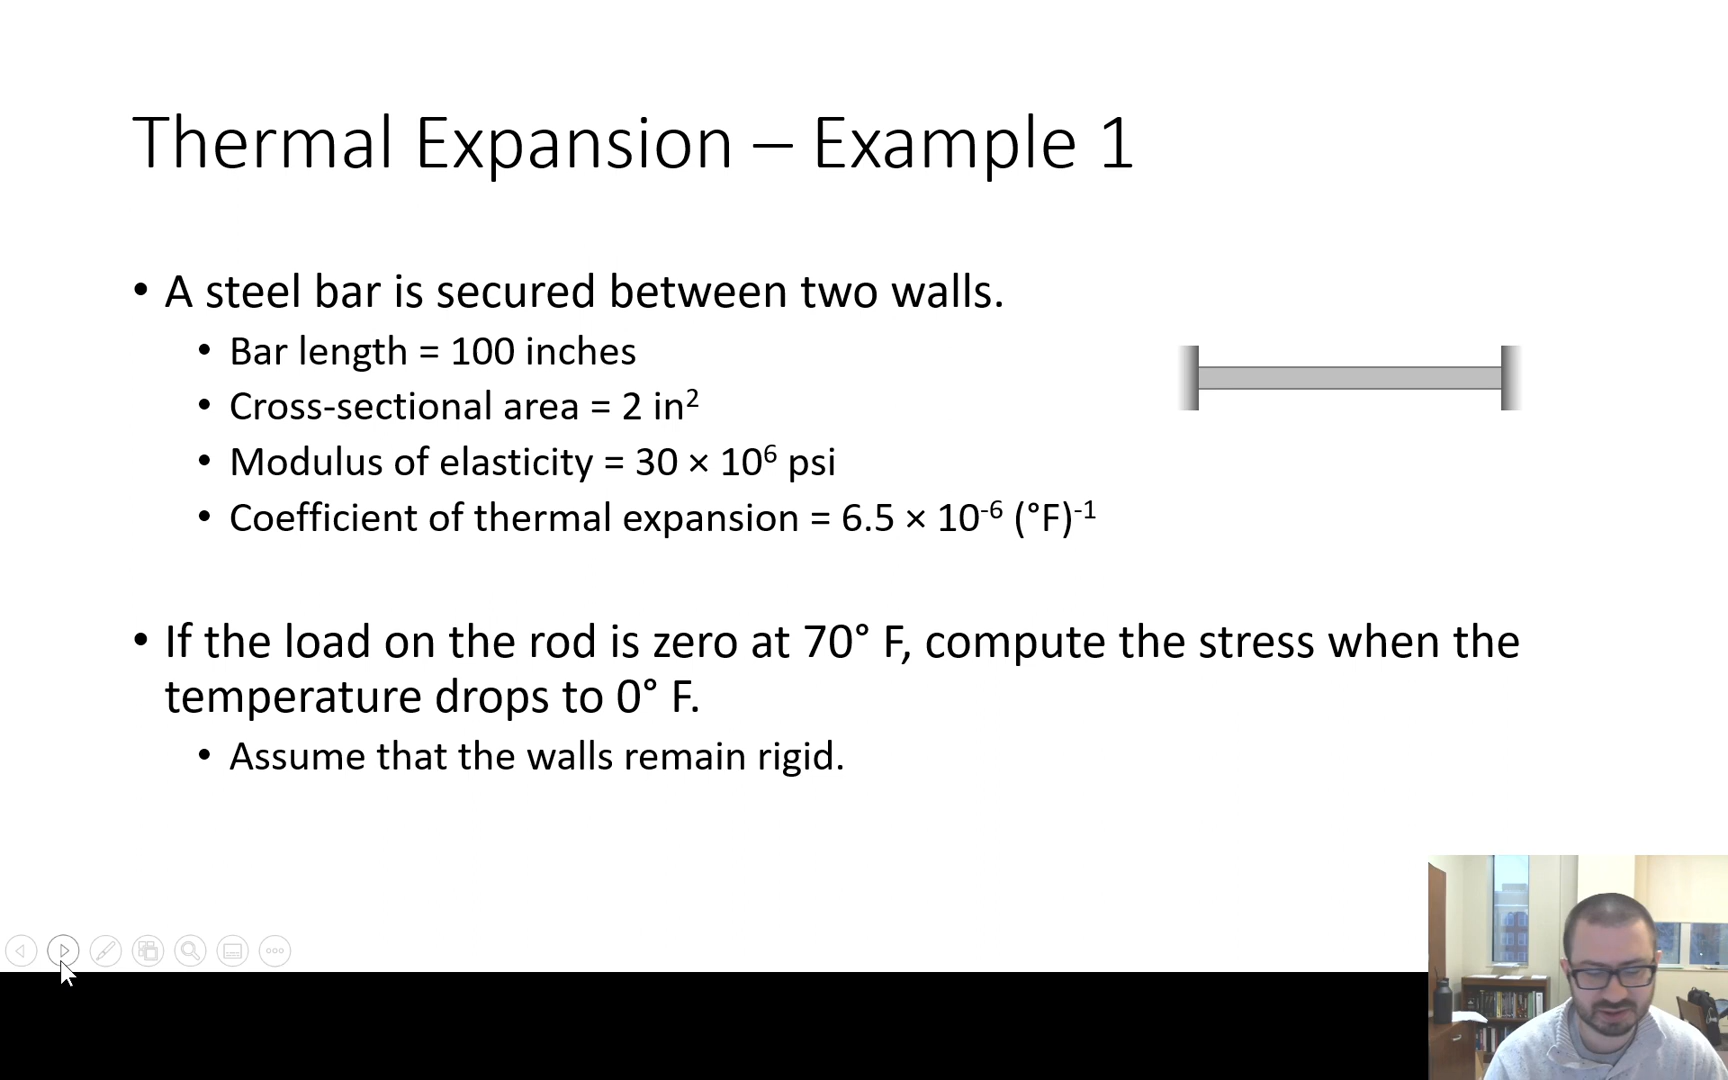 Thermal Expansion – Example 1
• A steel bar is secured between two walls.
• Bar length = 100 inches
• Cross-sectional area = 2 in²
• Modulus of elasticity = 30 × 10⁶ psi
• Coefficient of thermal expansion = 6.5 × 10⁻⁶ (°F)⁻¹
• If the load on the rod is zero at 70° F, compute the stress when the
temperature drops to 0° F.
• Assume that the walls remain rigid.